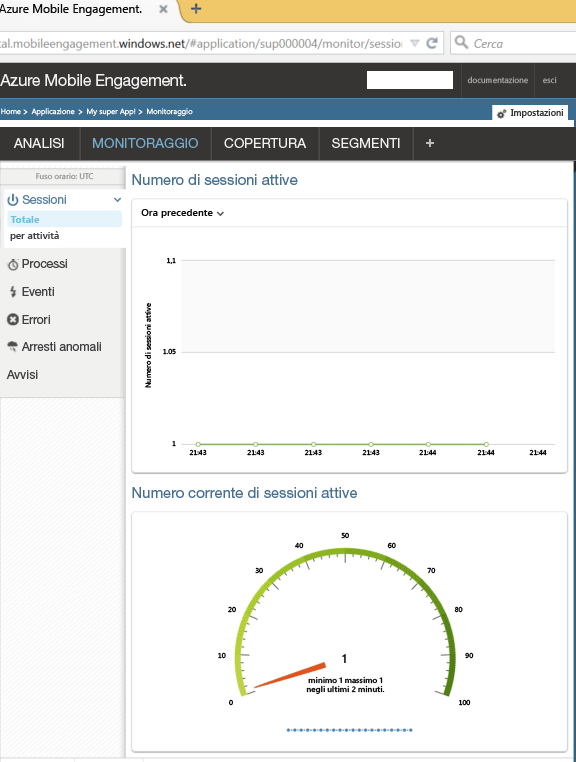 Azure Mobile Engagement.
al.mobileengagement.windows.net/#application/sup000004/monitor/sessio
Cerca
Azure Mobile Engagement.
documentazione
esci
Home > Applicazione > My super App! > Monitoraggio
Impostazioni
ANALISI MONITORAGGIO COPERTURA SEGMENTI +
Fuso orario: UTC
Sessioni
Totale
per attività
Processi
Eventi
Errori
Arresti anomali
Avvisi
Numero di sessioni attive
Ora precedente
1,1
1.05
1
Numero di sessioni attive
21:43 21:43 21:43 21:43 21:44 21:44 21:44
Numero corrente di sessioni attive
0 10 20 30 40 50 60 70 80 90 100
1
minimo 1 massimo 1
negli ultimi 2 minuti.